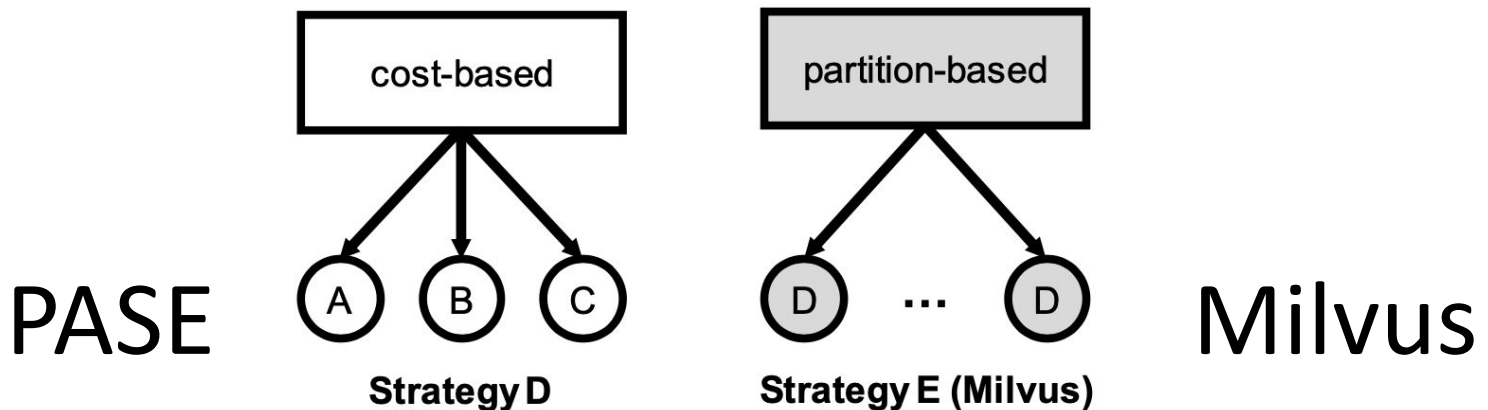 cost-based
partition-based
PASE
A
B
C
D
...
D
Milvus
Strategy D
Strategy E (Milvus)